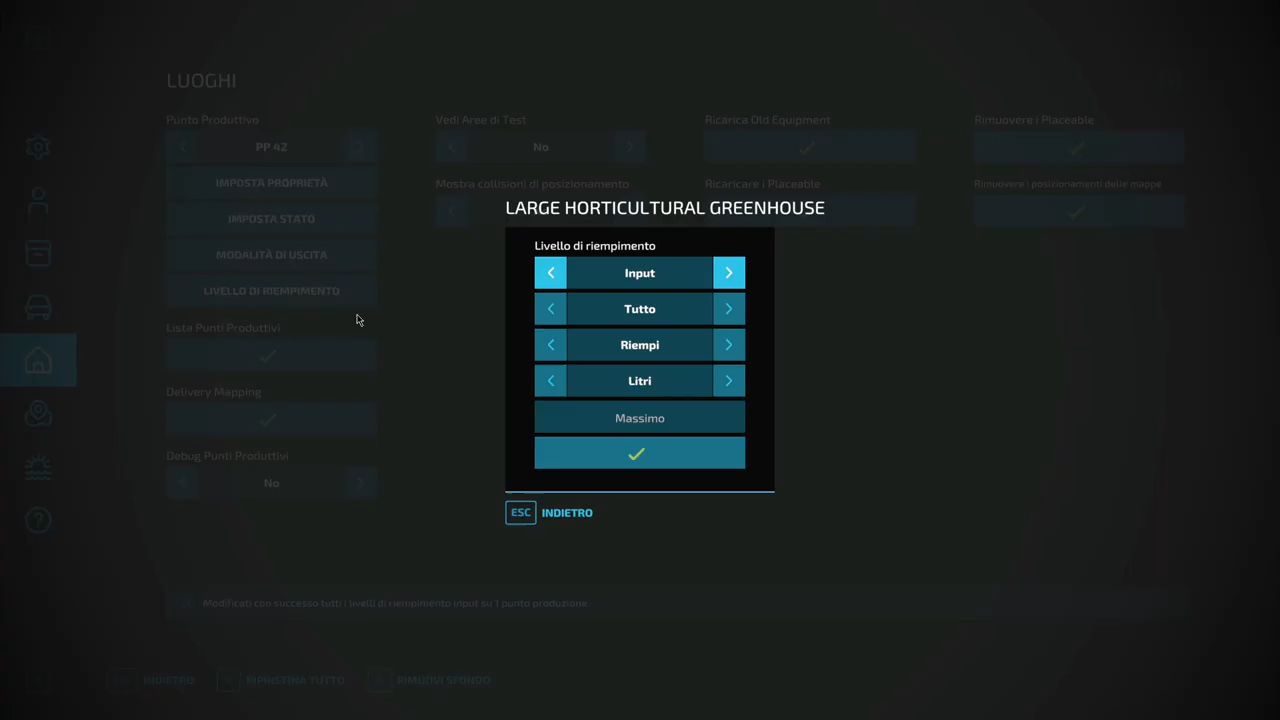 LUOGHI
Punto Produttivo
PP 42
IMPOSTA PROPRIETÀ
IMPOSTA STATO
MODALITÀ DI USCITA
LIVELLO DI RIEMPIMENTO
Lista Punti Produttivi
Delivery Mapping
Debug Punti Produttivi
No
Vedi Aree di Test
No
Mostra collisioni di posizionamento
Ricarica Old Equipment
Ricaricare i Placeable
Rimuovere i Placeable
Rimuovere i posizionamenti delle mappe
LARGE HORTICULTURAL GREENHOUSE
Livello di riempimento
Input
Tutto
Riempi
Litri
Massimo
ESC INDIETRO
Modificati con successo tutti i livelli di riempimento input su 1 punto produzione
INDIETRO
RIPRISTINA TUTTO
RIMUOVI SFONDO